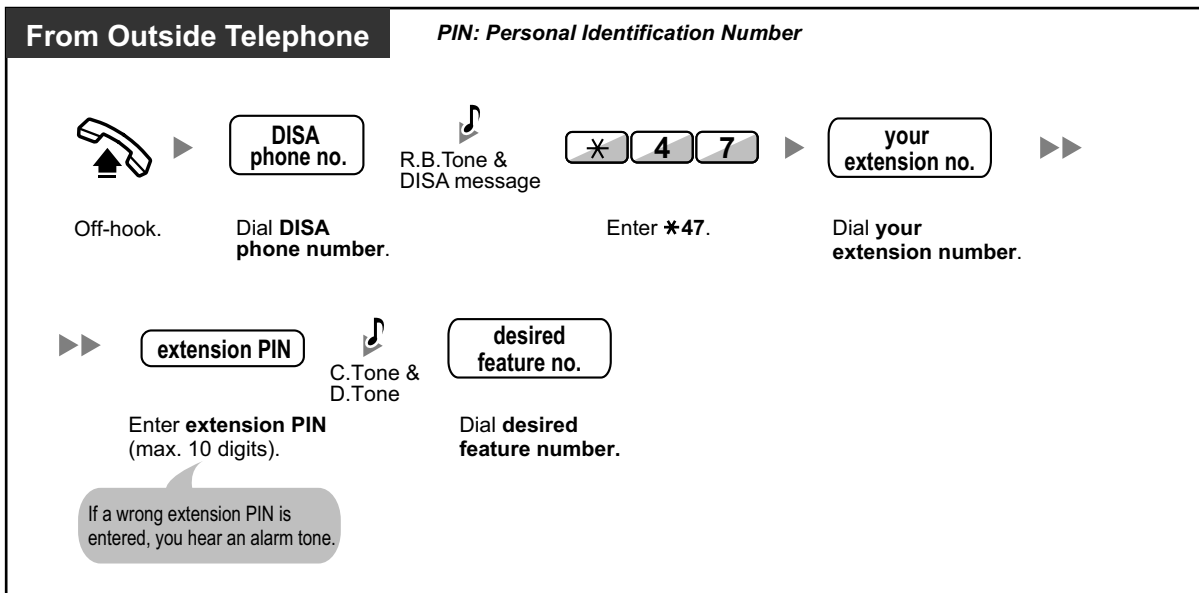 From Outside Telephone
PIN: Personal Identification Number
DISA
phone no.
R.B.Tone &
DISA message
* 4 7
your
extension no.
Off-hook.
Dial DISA
phone number.
Enter *47.
Dial your
extension number.
extension PIN
C.Tone &
D.Tone
desired
feature no.
Enter extension PIN
(max. 10 digits).
Dial desired
feature number.
If a wrong extension PIN is
entered, you hear an alarm tone.